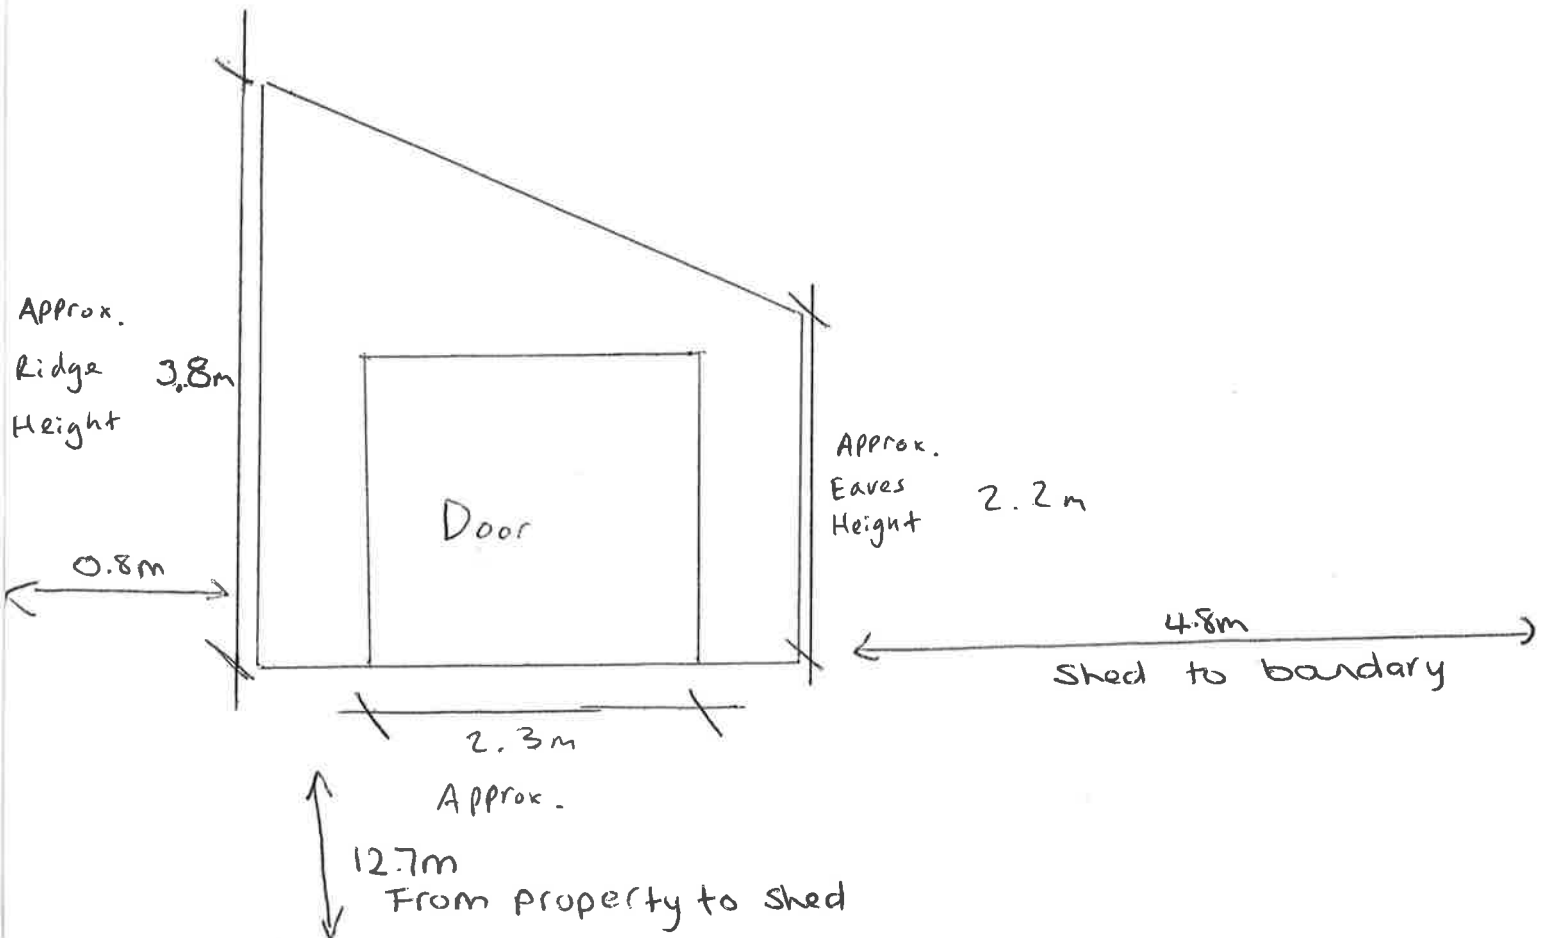 Approx.
Ridge 3.8m
Height
Approx.
Eaves 2.2m
Height
Door
0.8m
4.8m
Shed to boundary
2.3m
Approx.
12.7m
From property to shed